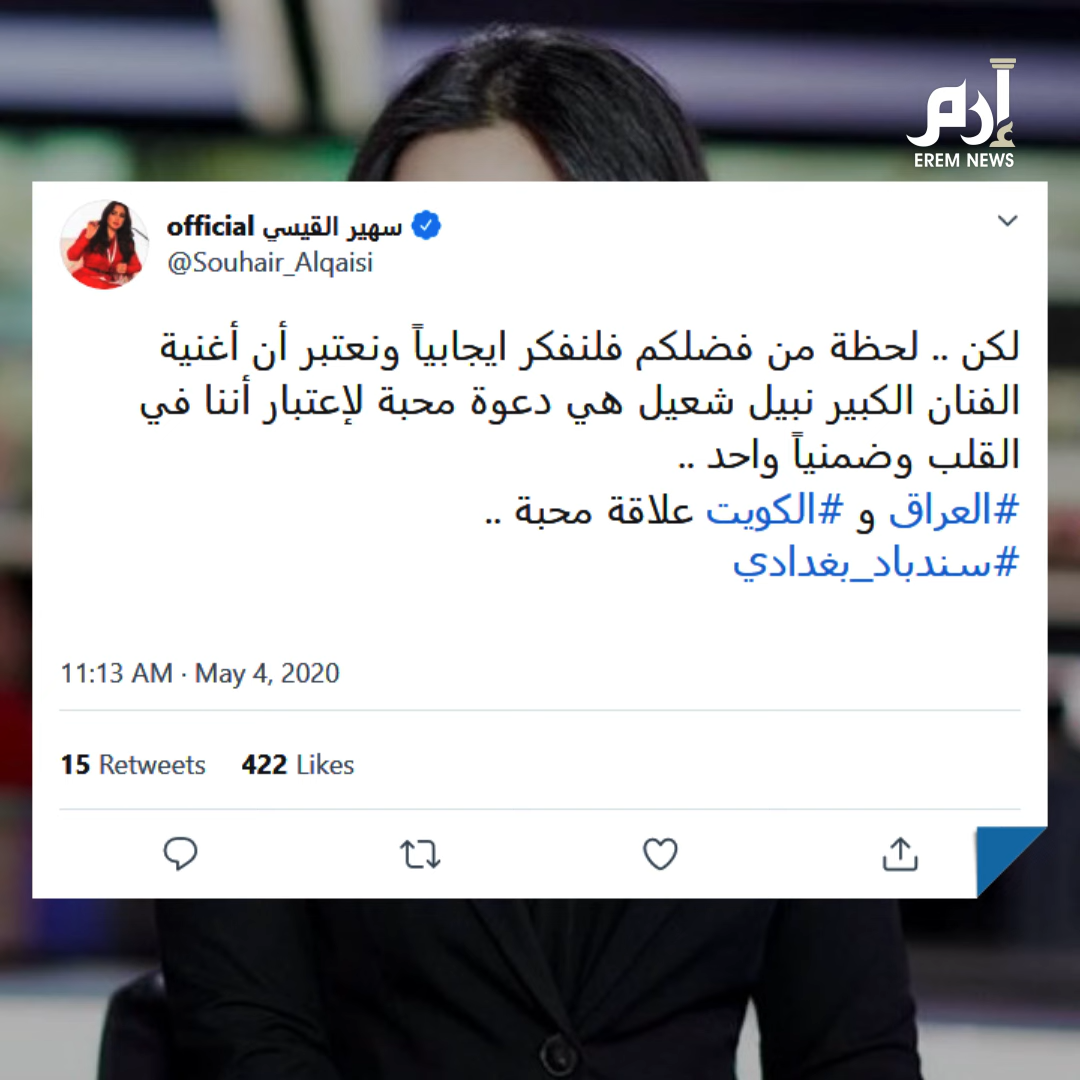 إرم
EREM NEWS
سهير القيسي official
@Souhair_Alqaisi
لكن .. لحظة من فضلكم فلنفكر ايجابياً ونعتبر أن أغنية
الفنان الكبير نبيل شعيل هي دعوة محبة لإعتبار أننا في
القلب وضمنياً واحد ..
#العراق و #الكويت علاقة محبة ..
#سندباد_بغدادي
11:13 AM · May 4, 2020
15 Retweets 422 Likes